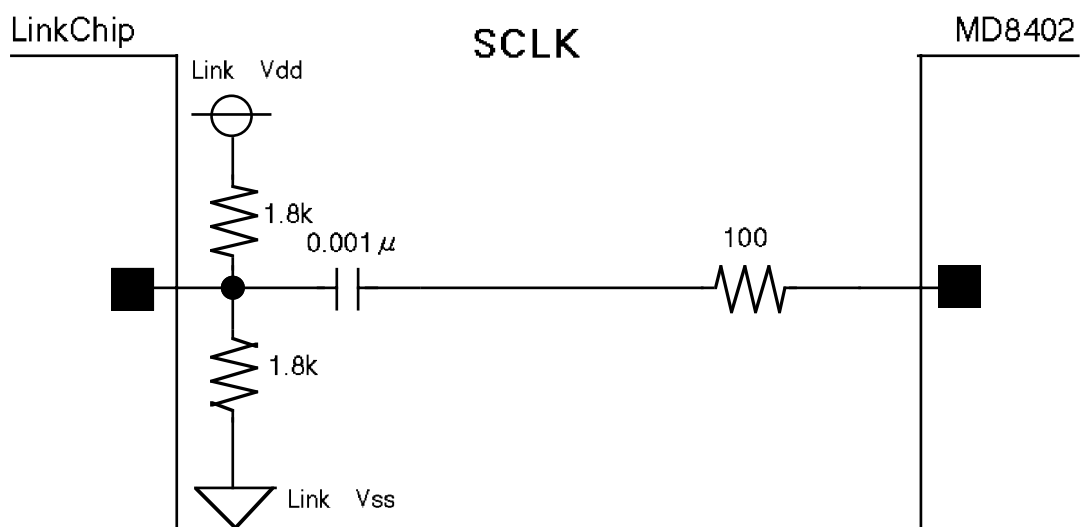 LinkChip
SCLK
MD8402
Link Vdd
1.8k
0.001μ
100
1.8k
Link Vss